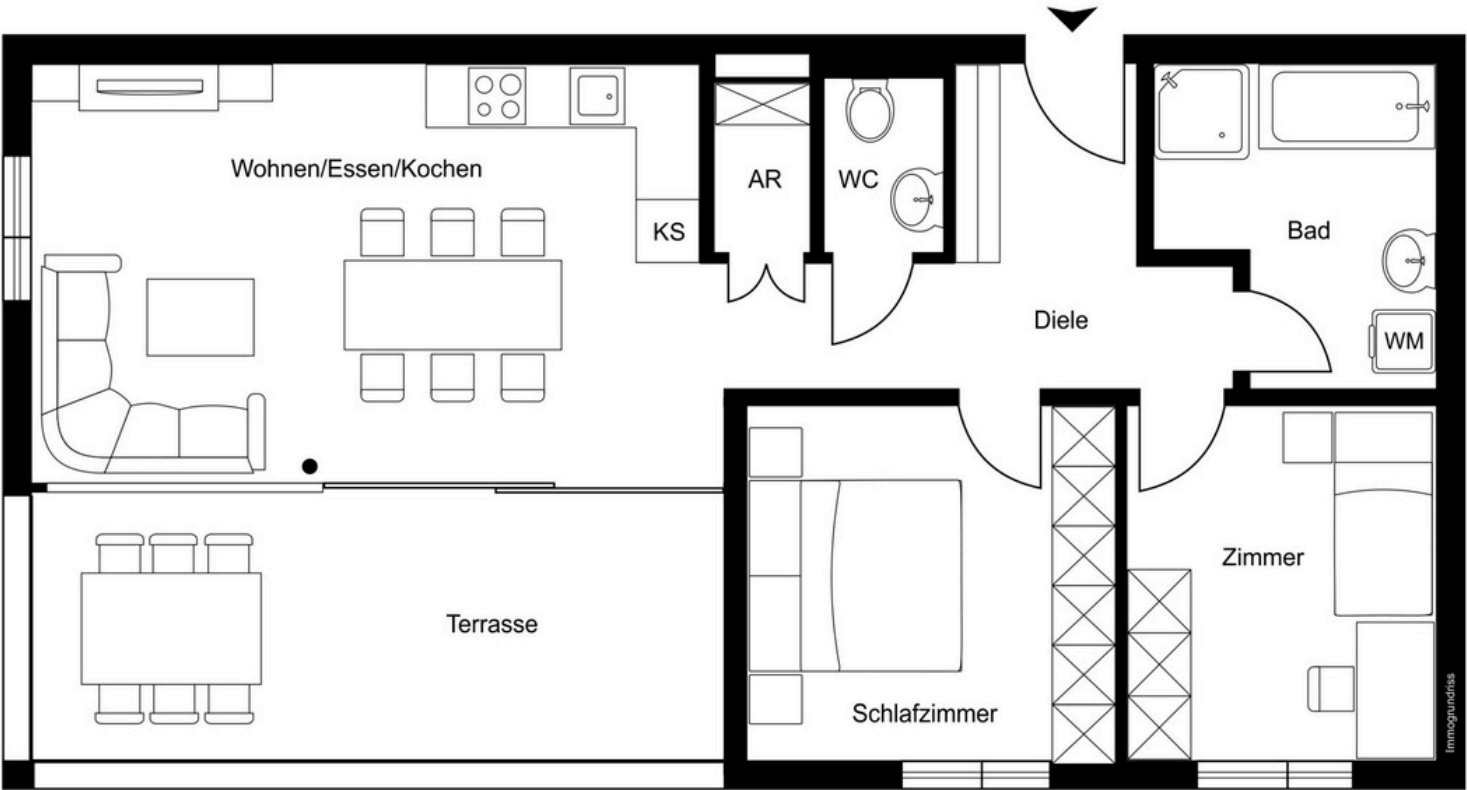 Wohnen/Essen/Kochen
AR
WC
KS
Bad
Diele
WM
Zimmer
Terrasse
Schlafzimmer
Immogrundriss